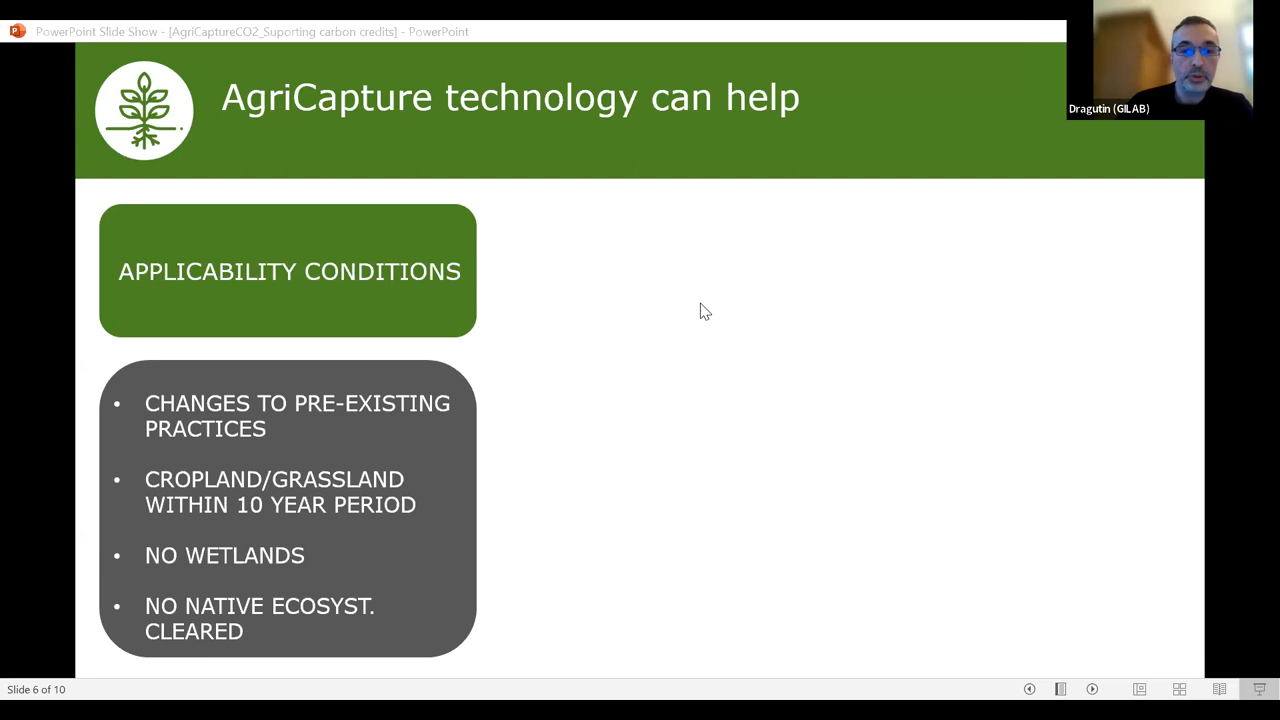 PowerPoint Slide Show - [AgriCaptureCO2_Suporting carbon credits] - PowerPoint
AgriCapture technology can help
Dragutin (GILAB)
APPLICABILITY CONDITIONS
• CHANGES TO PRE-EXISTING
PRACTICES
• CROPLAND/GRASSLAND
WITHIN 10 YEAR PERIOD
• NO WETLANDS
• NO NATIVE ECOSYST.
CLEARED
Slide 6 of 10